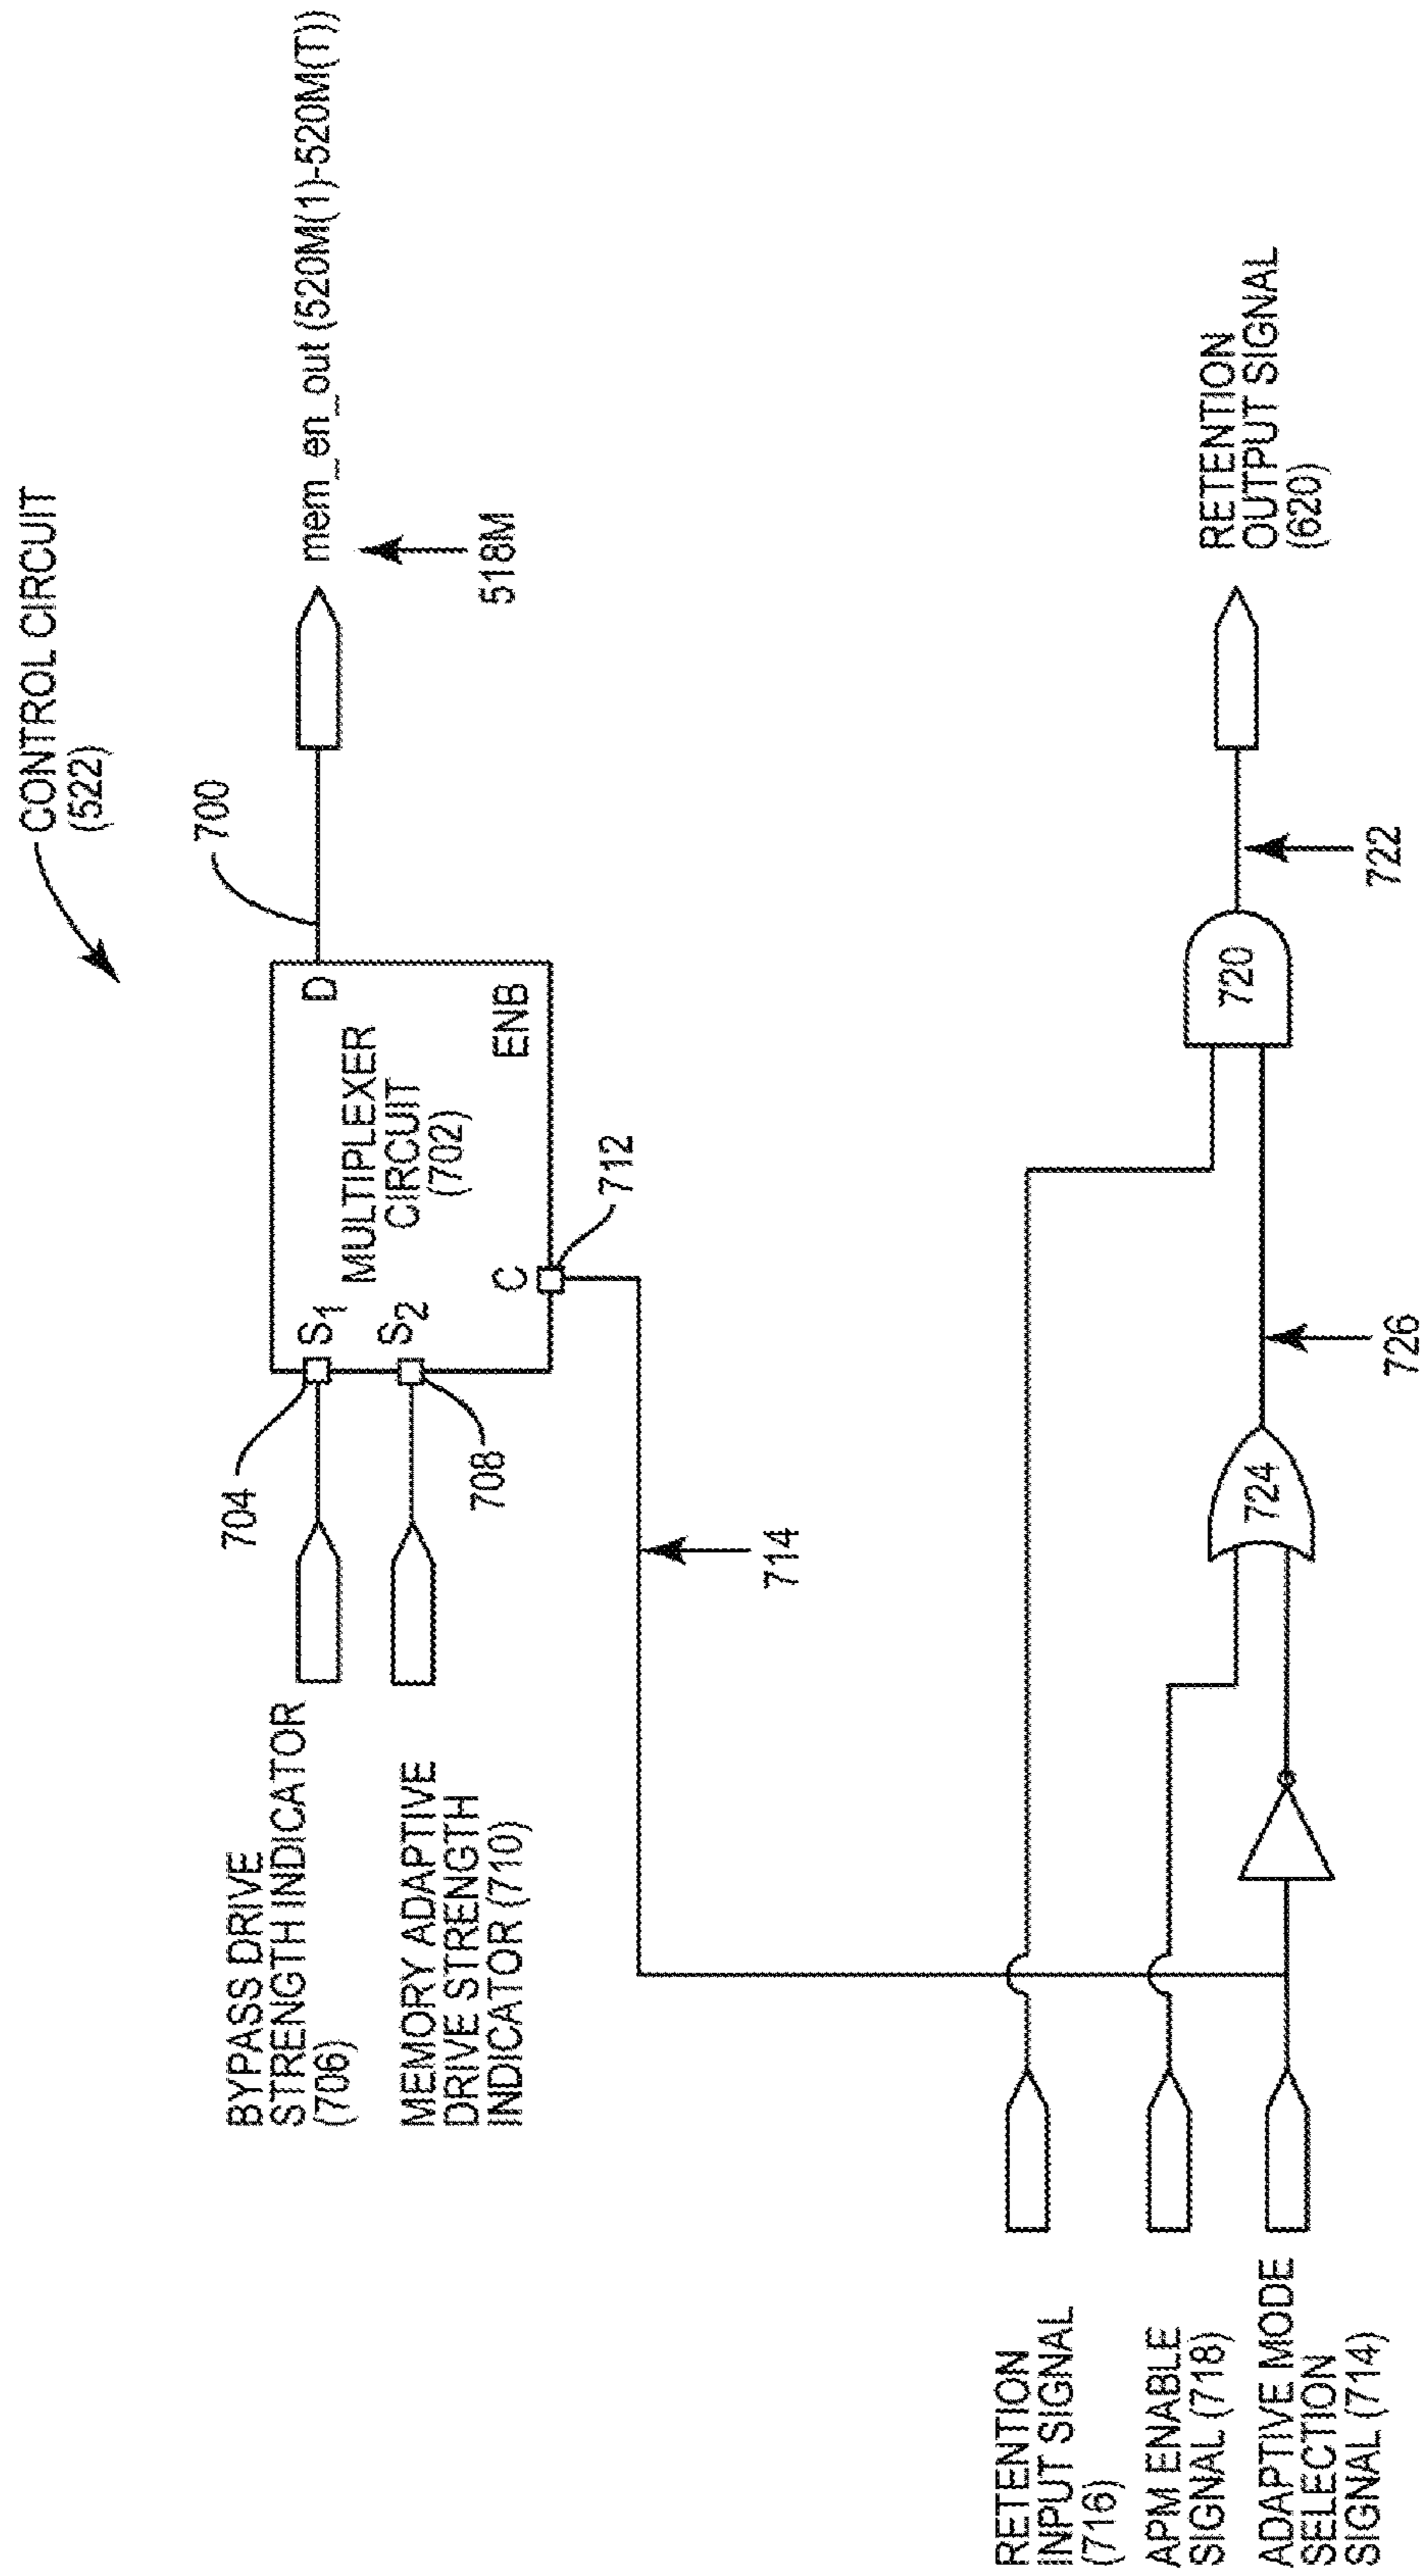 CONTROL CIRCUIT
(522)
BYPASS DRIVE
STRENGTH INDICATOR
(706)
704
S1
MULTIPLEXER
CIRCUIT
(702)
D
700
mem_en_out (520M(1)-520M(T))
518M
MEMORY ADAPTIVE
DRIVE STRENGTH
INDICATOR (710)
708
S2
C
ENB
712
714
RETENTION
INPUT SIGNAL
(716)
APM ENABLE
SIGNAL (718)
ADAPTIVE MODE
SELECTION
SIGNAL (714)
724
726
720
722
RETENTION
OUTPUT SIGNAL
(620)